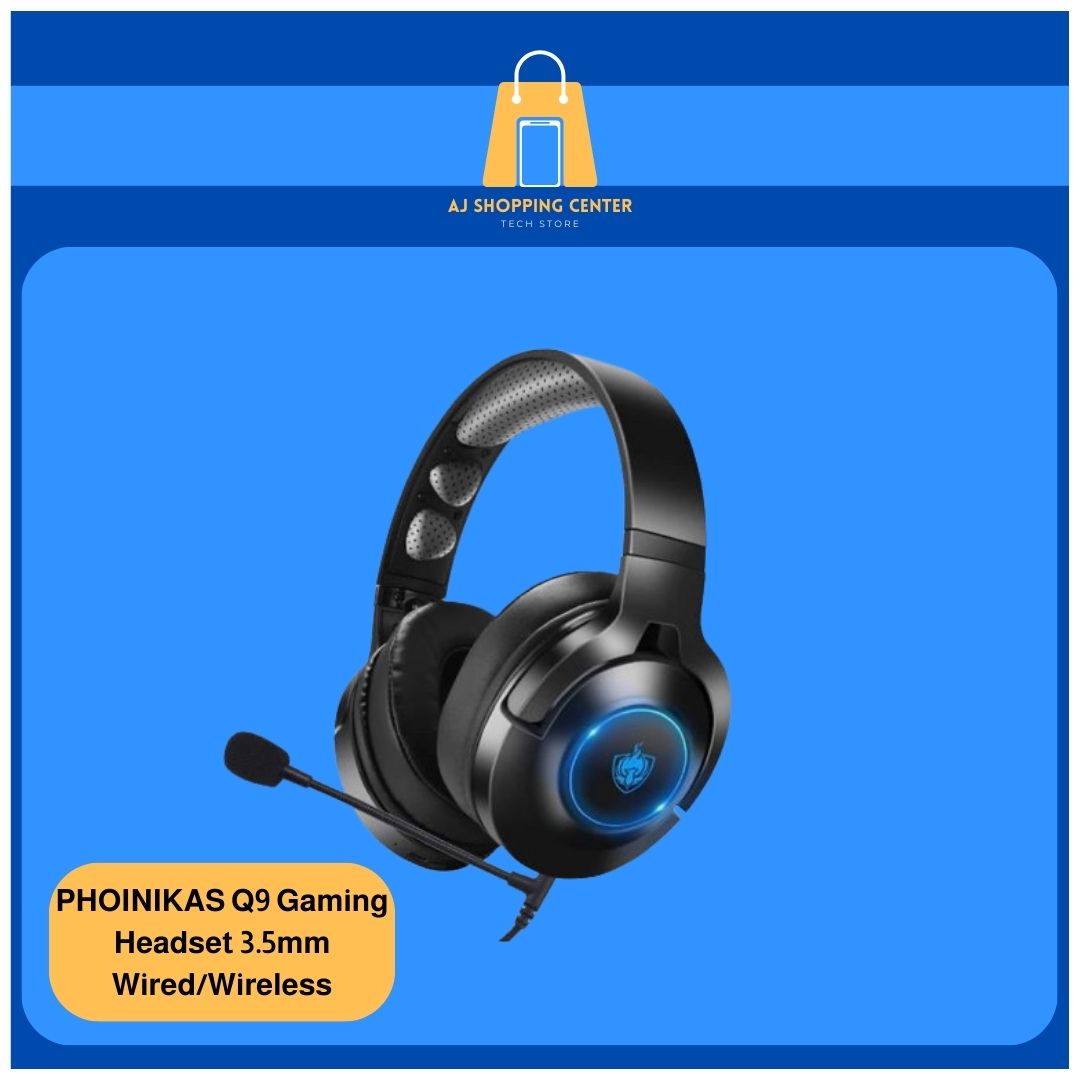 AJ SHOPPING CENTER
TECH STORE
PHOINIKAS Q9 Gaming
Headset 3.5mm
Wired/Wireless